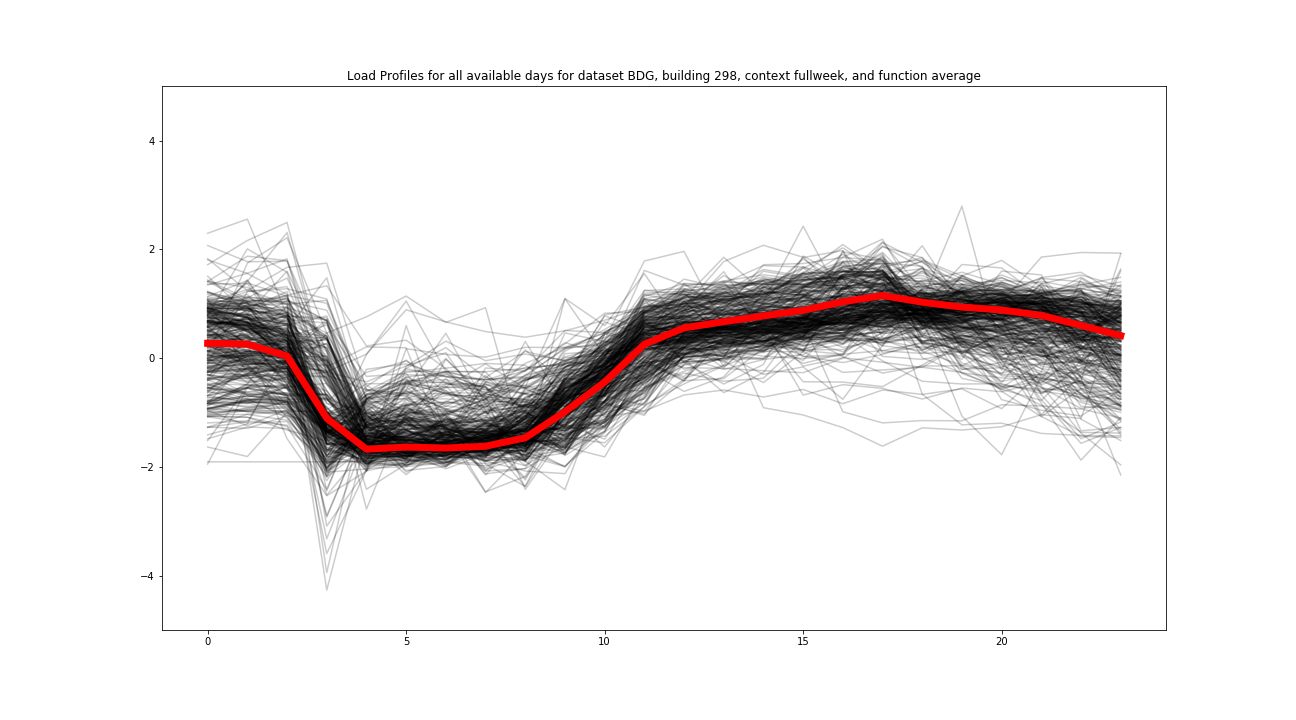 Load Profiles for all available days for dataset BDG, building 298, context fullweek, and function average
4
2
0
−2
−4
0 5 10 15 20